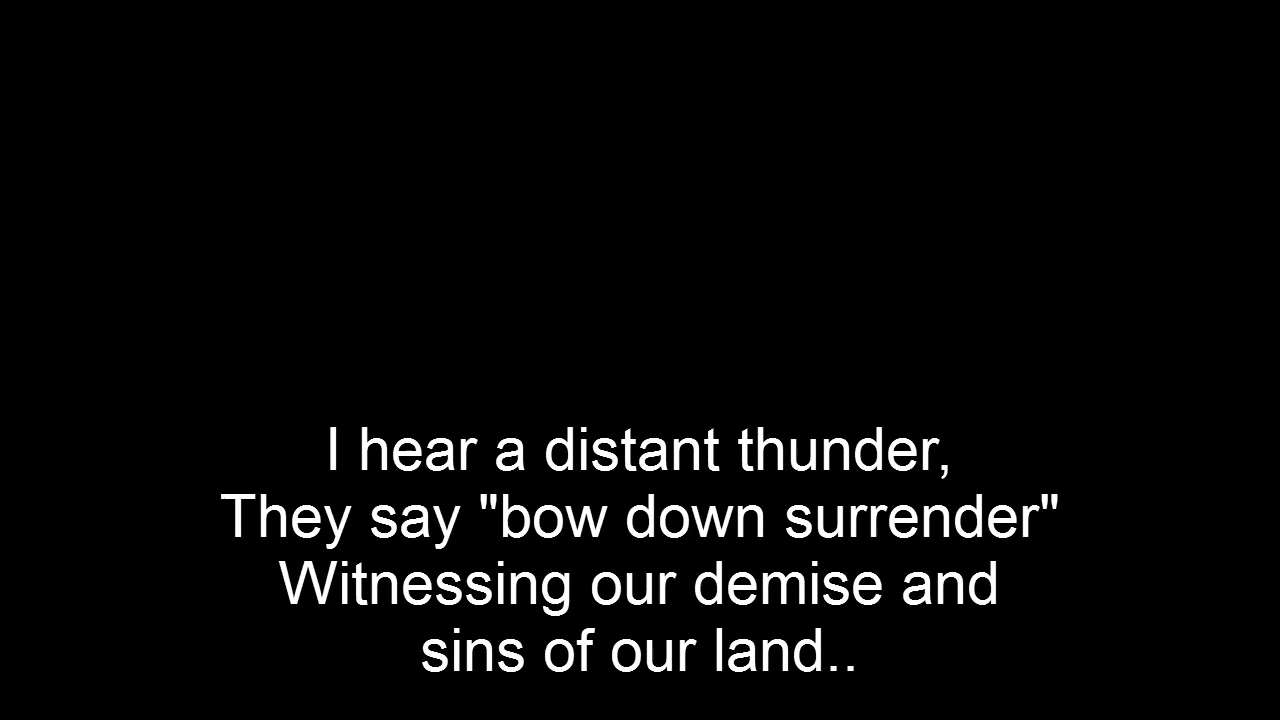 I hear a distant thunder,
They say "bow down surrender"
Witnessing our demise and
sins of our land..